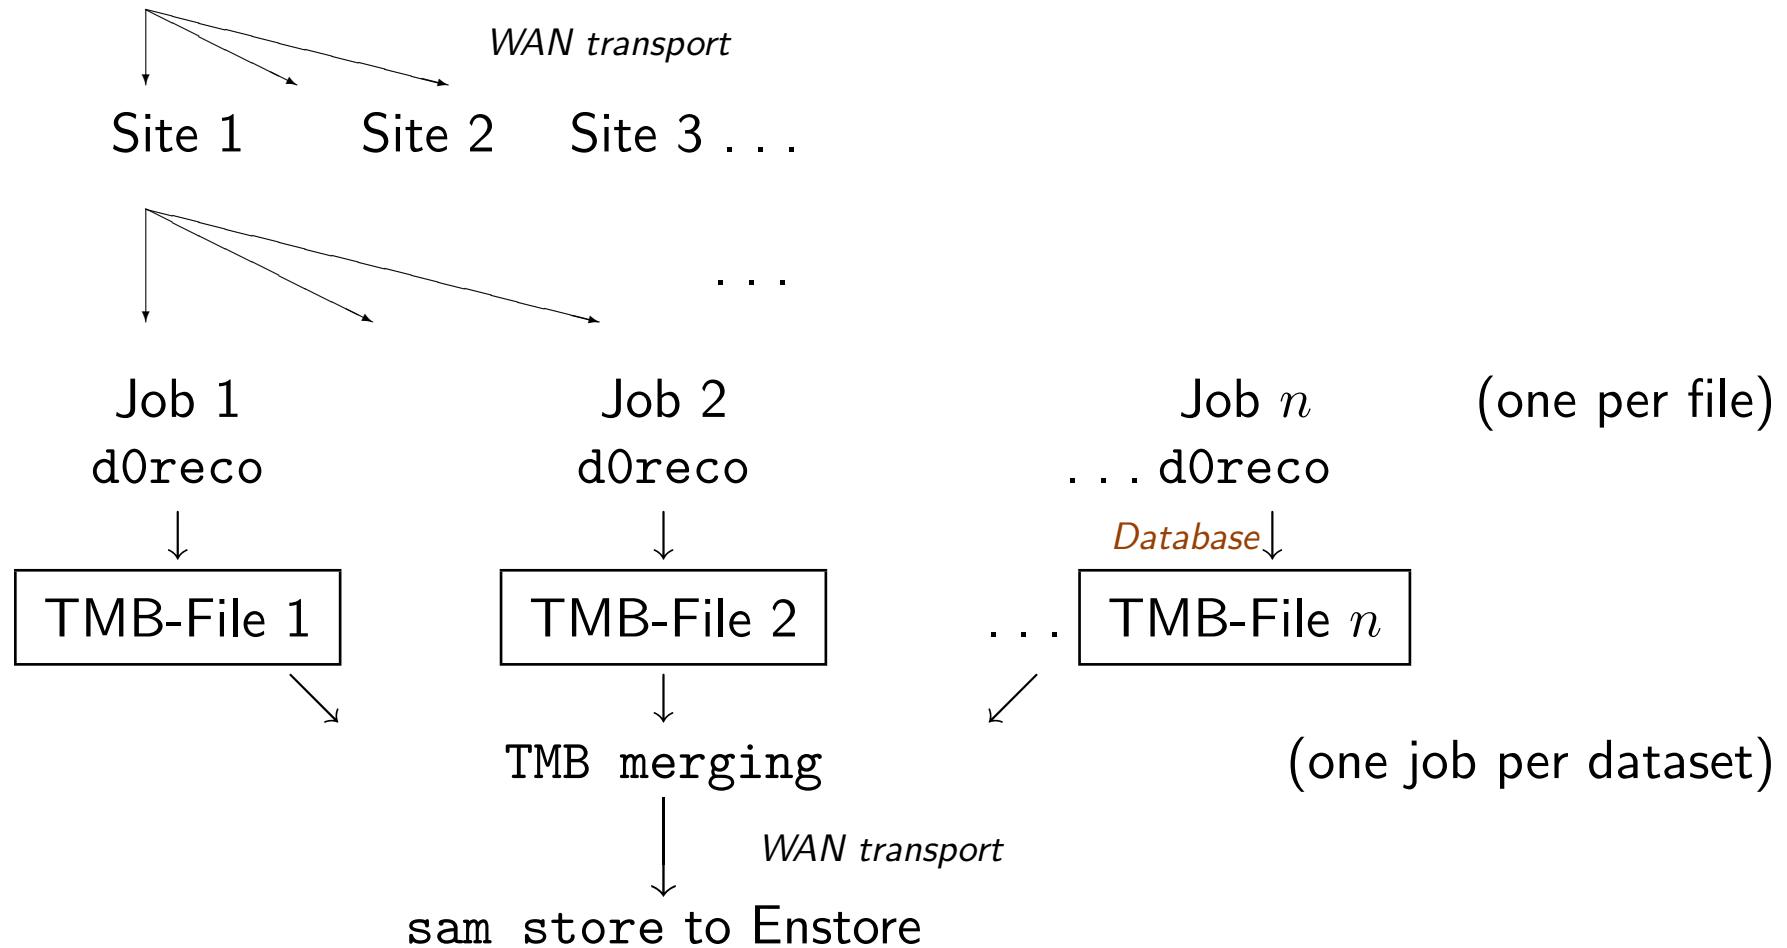 WAN transport
Site 1 Site 2 Site 3 . . .
. . .
Job 1 Job 2 Job n (one per file)
d0reco d0reco . . . d0reco
Database
TMB-File 1 TMB-File 2 . . . TMB-File n
TMB merging (one job per dataset)
WAN transport
sam store to Enstore